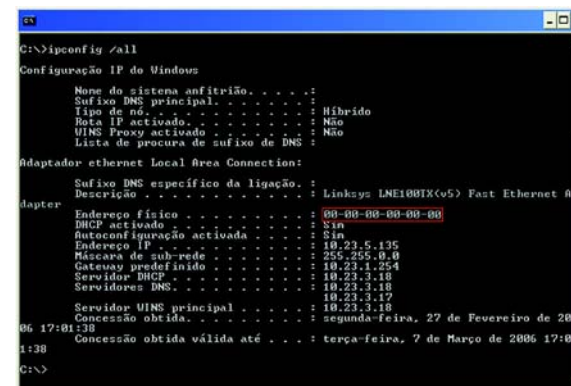 C:\>ipconfig /all
Configuração IP do Windows
Nome do sistema anfitrião. . . . .:
Sufixo DNS principal. . . . . . . :
Tipo de nó. . . . . . . . . . . . : Híbrido
Rota IP activado. . . . . . . . . : Não
WINS Proxy activado . . . . . . . : Não
Lista de procura de sufixo de DNS :
Adaptador ethernet Local Area Connection:
Sufixo DNS específico da ligação. :
Descrição . . . . . . . . . . . . : Linksys LNE100TX(v5) Fast Ethernet A
dapter
Endereço físico . . . . . . . . . : 00-00-00-00-00-00
DHCP activado . . . . . . . . . . : Sim
Autoconfiguração activada . . . . : Sim
Endereço IP . . . . . . . . . . . : 10.23.5.135
Máscara de sub-rede . . . . . . . : 255.255.0.0
Gateway predefinido . . . . . . . : 10.23.1.254
Servidor DHCP . . . . . . . . . . : 10.23.3.18
Servidores DNS. . . . . . . . . . : 10.23.3.18
10.23.3.17
Servidor WINS principal . . . . . : 10.23.3.18
Concessão obtida. . . . . . . . . : segunda-feira, 27 de Fevereiro de 20
06 17:01:38
Concessão obtida válida até . . . : terça-feira, 7 de Março de 2006 17:0
1:38
C:\>